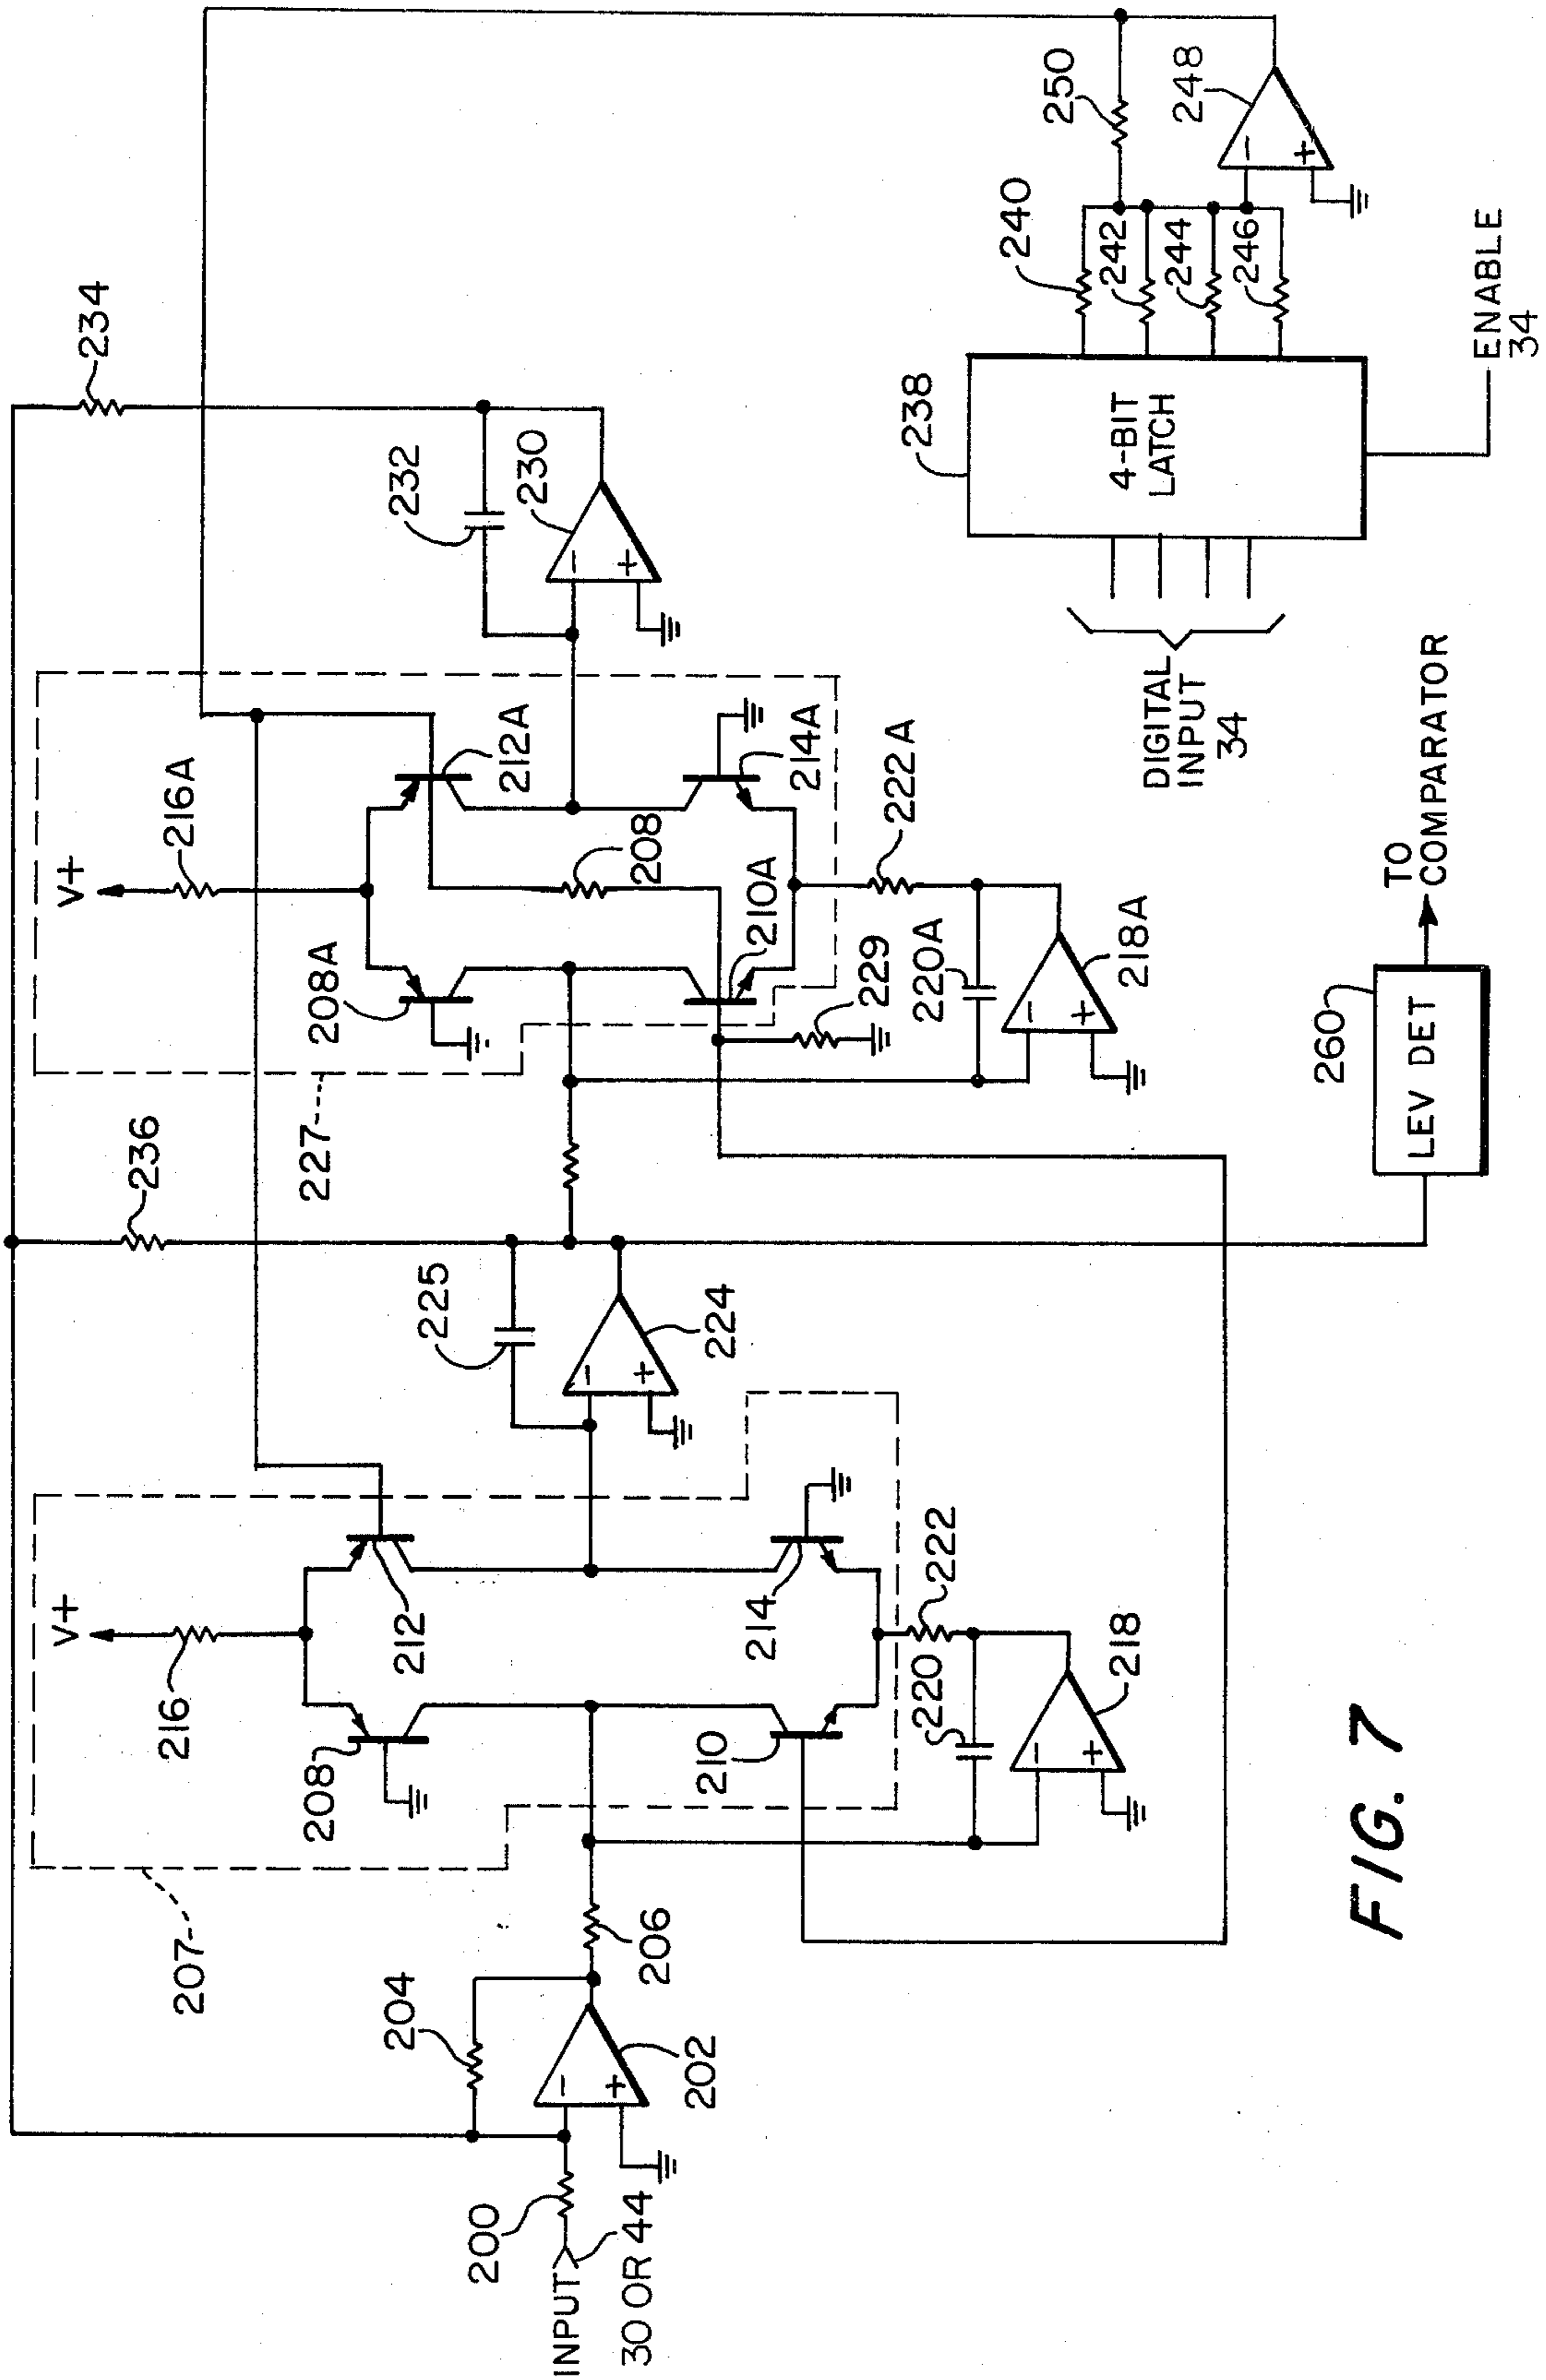 V+
V+
234
236
216
216A
207
227
208
208A
204
212
225
232
200
212A
230
INPUT
30 OR 44
206
208
202
210
224
214
210A
214A
220
222
220A
229
222A
238
240
250
218
218A
242
244
246
248
4-BIT
LATCH
DIGITAL
INPUT
34
260
LEV DET
TO
COMPARATOR
ENABLE
34
FIG. 7